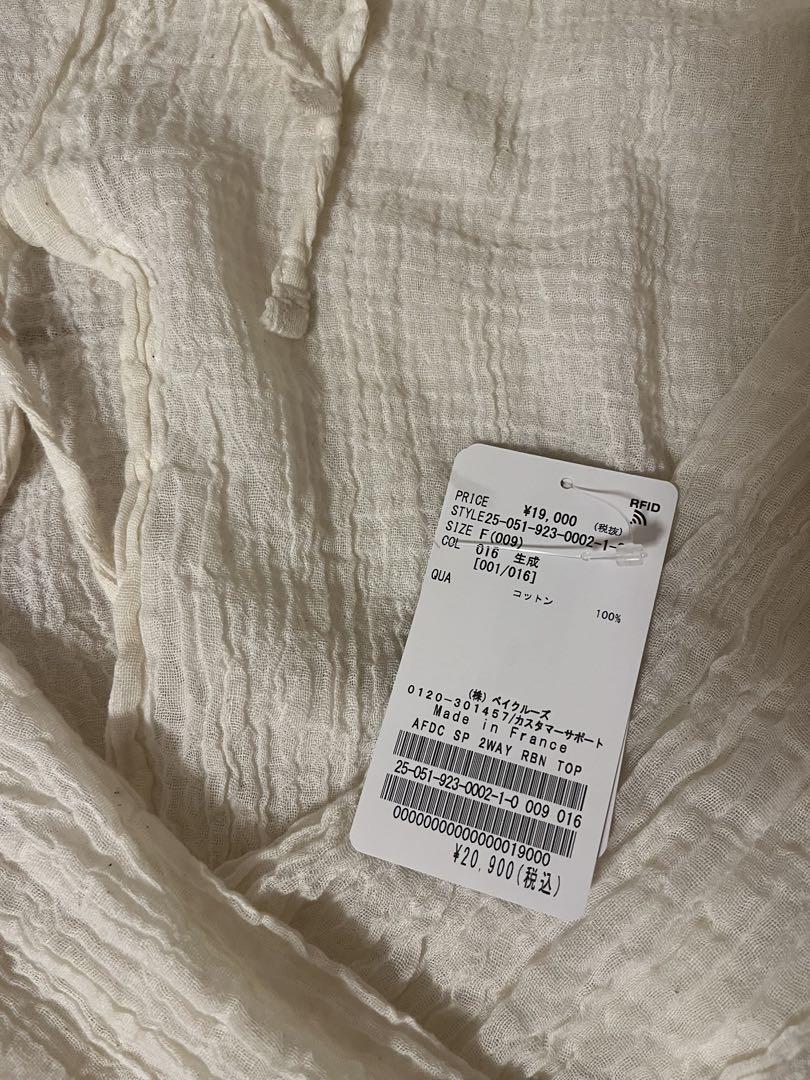 RFID
PRICE ¥19,000 (税抜)
STYLE25-051-923-0002-1-
SIZE F(009)
COL 016 生成
[001/016]
QUA コットン 100%
(株) ベイクルーズ
0120-301457/カスタマーサポート
Made in France
AFDC SP 2WAY RBN TOP
25-051-923-0002-1-0 009 016
0000000000000019000
¥20,900(税込)